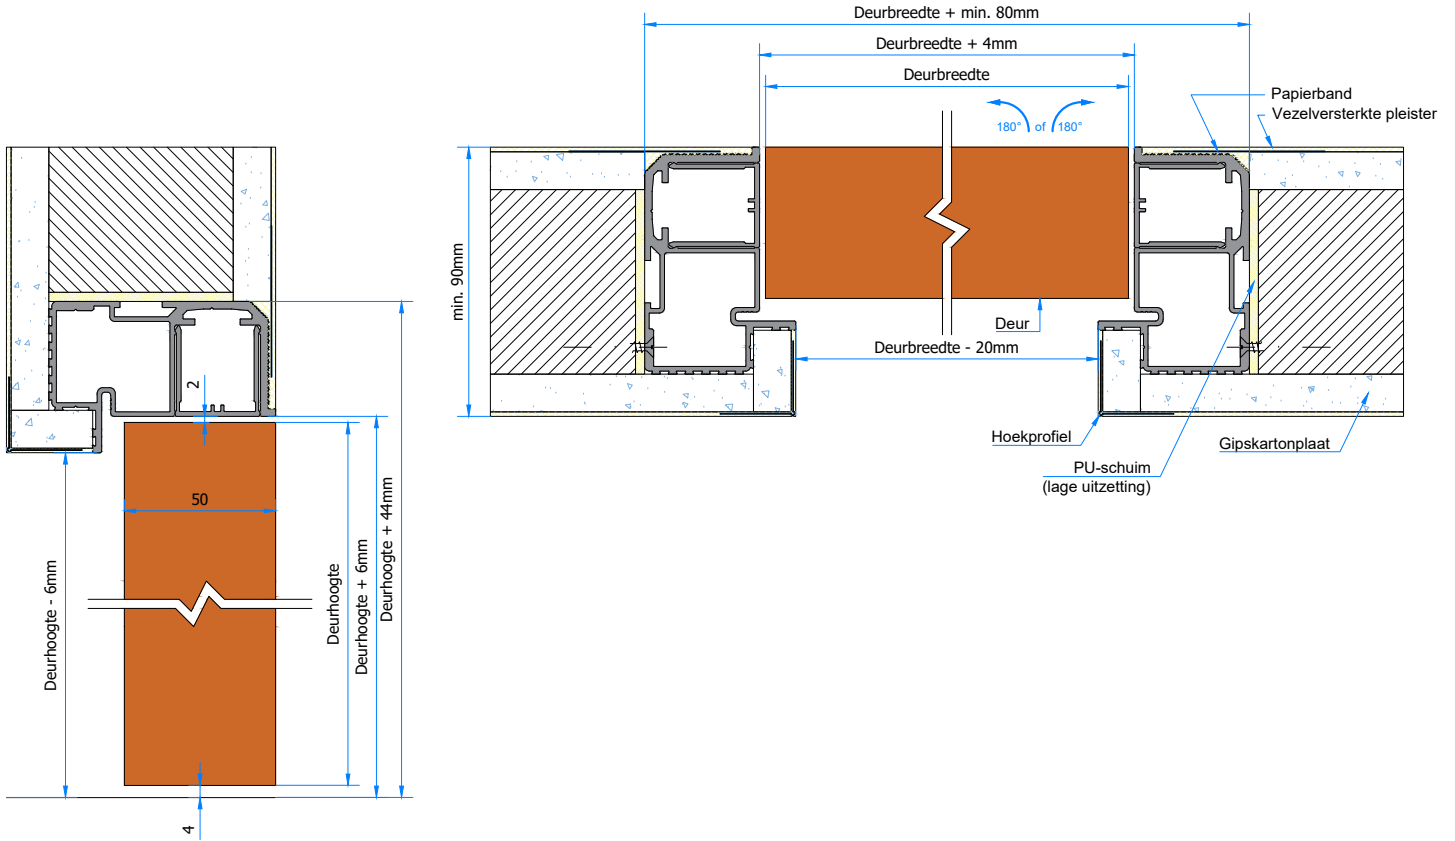 Deurbreedte + min. 80mm
Deurbreedte + 4mm
Deurbreedte
180° of 180°
Papierband
Vezelversterkte pleister
min. 90mm
Deur
Deurbreedte - 20mm
Hoekprofiel
Gipskartonplaat
PU-schuim
(lage uitzetting)
2
50
Deurhoogte - 6mm
Deurhoogte
Deurhoogte + 6mm
Deurhoogte + 44mm
4